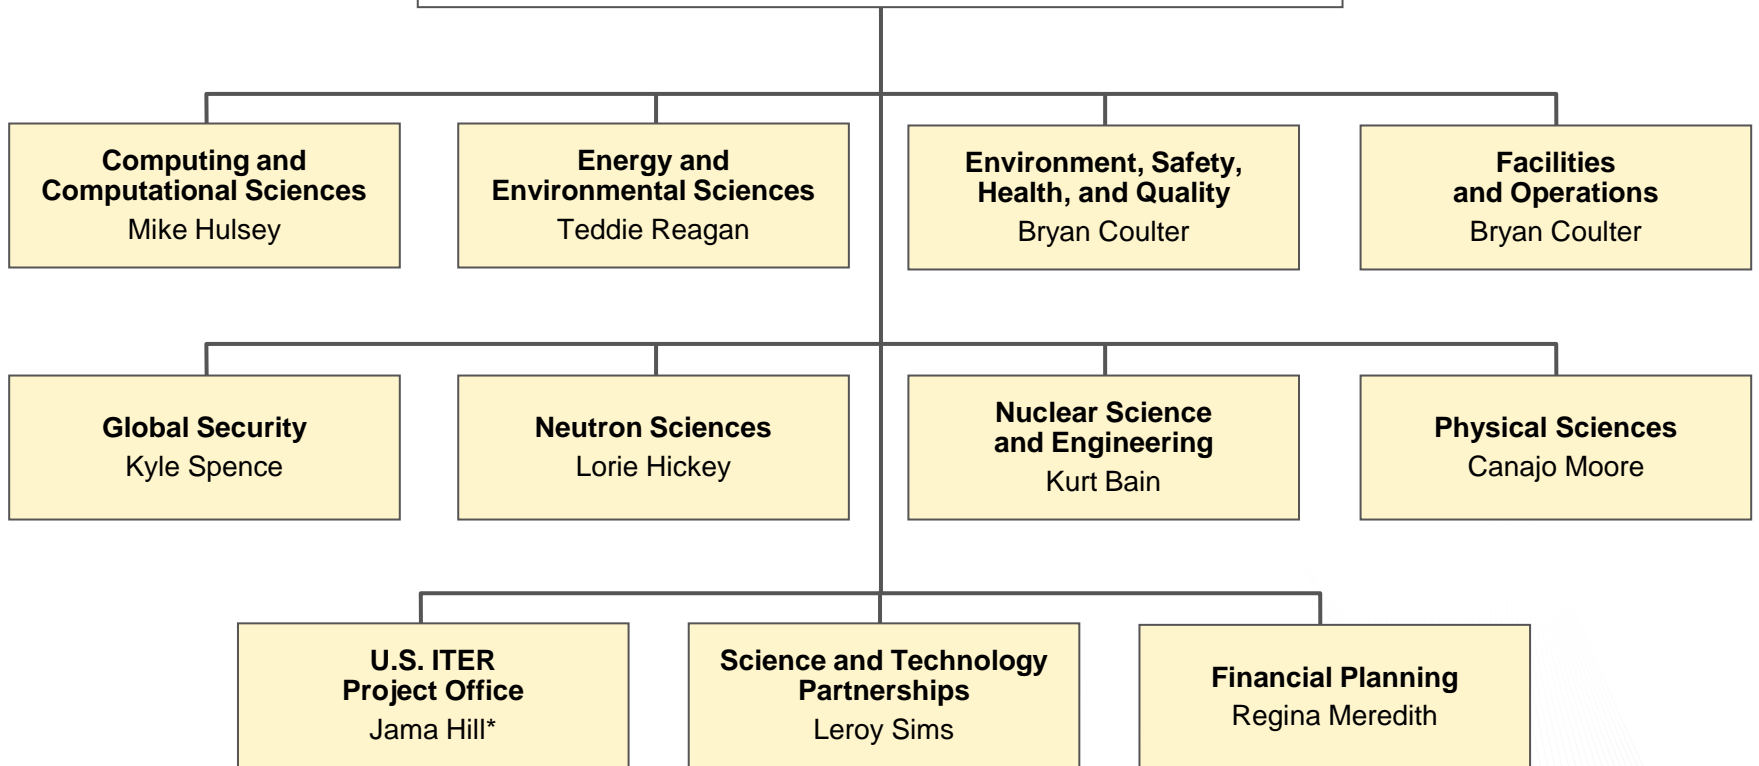 Computing and
Computational Sciences
Mike Hulsey
Energy and
Environmental Sciences
Teddie Reagan
Environment, Safety,
Health, and Quality
Bryan Coulter
Facilities
and Operations
Bryan Coulter
Global Security
Kyle Spence
Neutron Sciences
Lorie Hickey
Nuclear Science
and Engineering
Kurt Bain
Physical Sciences
Canajo Moore
U.S. ITER
Project Office
Jama Hill*
Science and Technology
Partnerships
Leroy Sims
Financial Planning
Regina Meredith